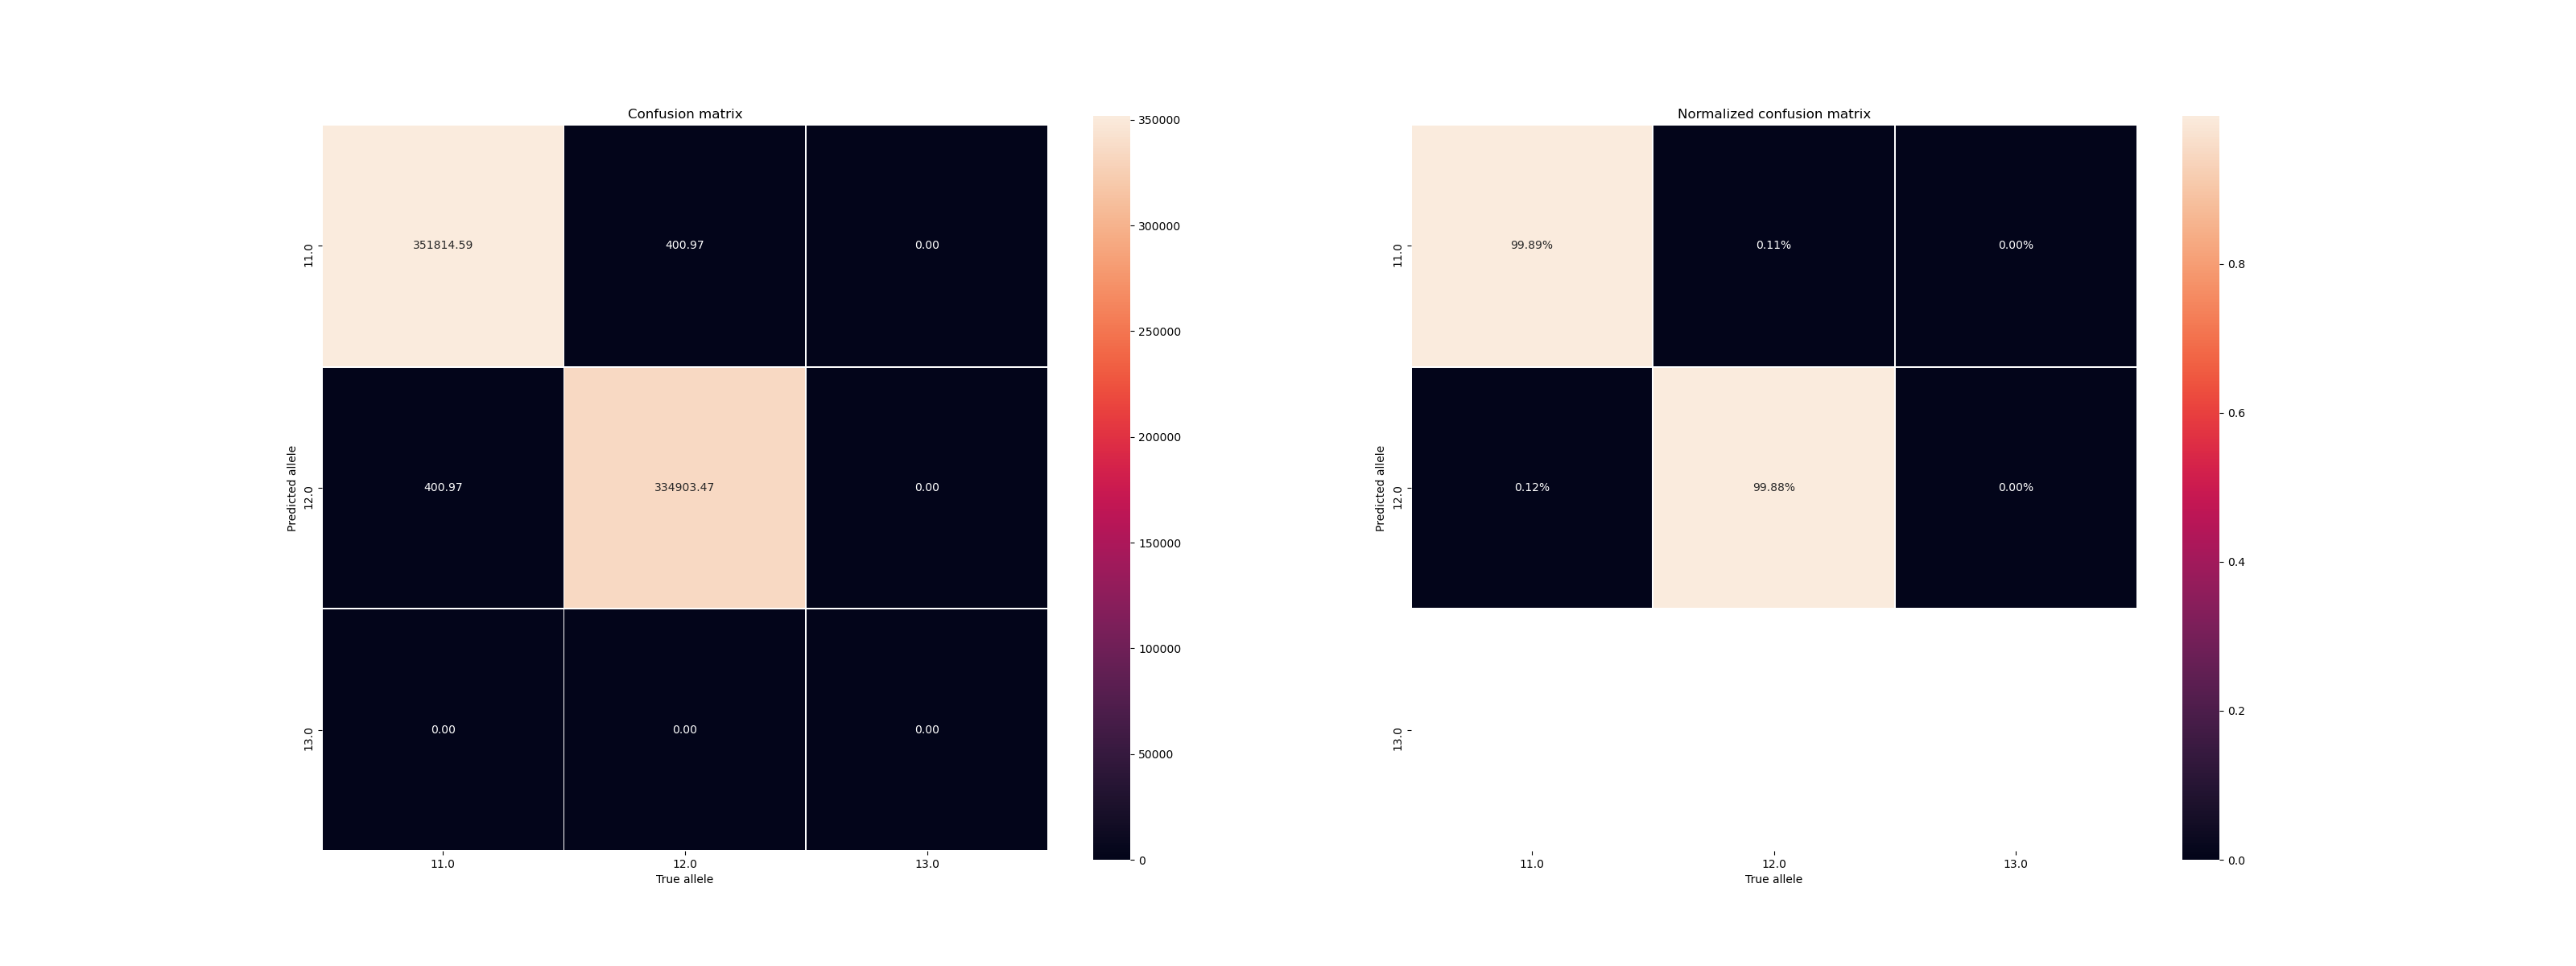 Confusion matrix
Predicted allele
11.0
12.0
13.0
351814.59 400.97 0.00
400.97 334903.47 0.00
0.00 0.00 0.00
11.0 12.0 13.0
True allele
350000
300000
250000
200000
150000
100000
50000
0
Normalized confusion matrix
Predicted allele
11.0
12.0
13.0
99.89% 0.11% 0.00%
0.12% 99.88% 0.00%
11.0 12.0 13.0
True allele
0.8
0.6
0.4
0.2
0.0